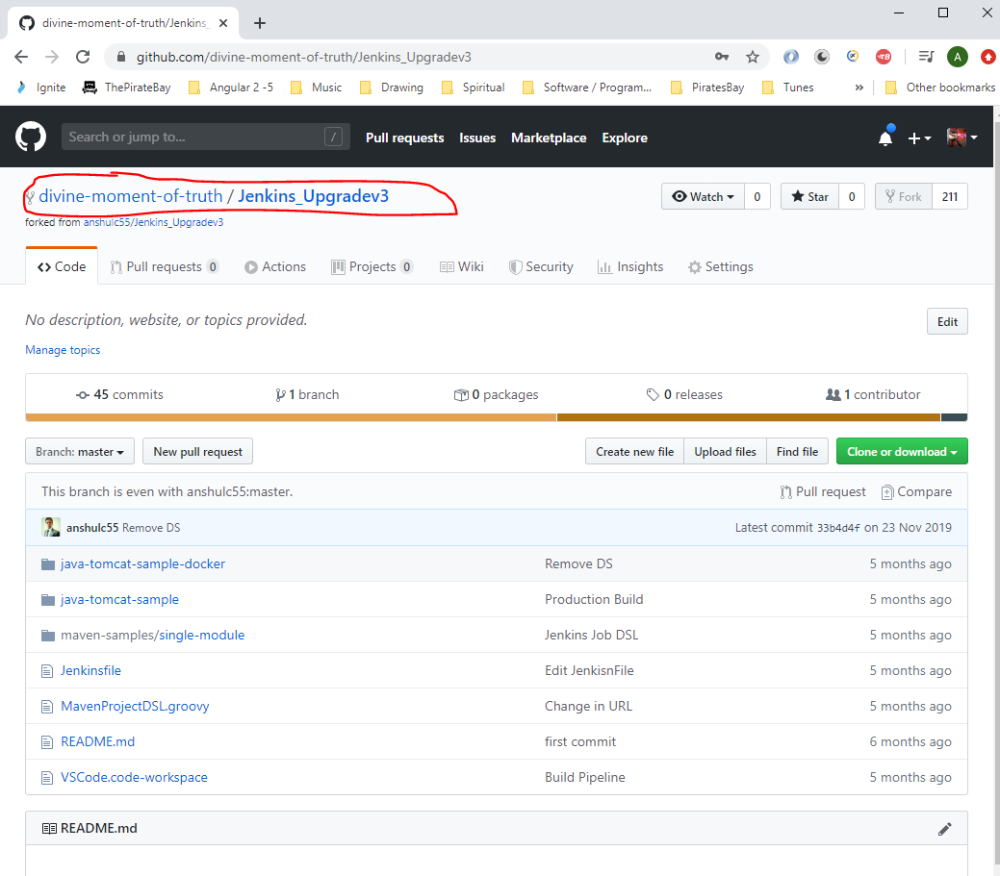 divine-moment-of-truth/Jenkins_
github.com/divine-moment-of-truth/Jenkins_Upgradev3
A
Ignite ThePirateBay Angular 2 -5 Music Drawing Spiritual Software / Program... PiratesBay Tunes » Other bookmarks
Search or jump to... / Pull requests Issues Marketplace Explore
divine-moment-of-truth / Jenkins_Upgradev3 Watch 0 Star 0 Fork 211
forked from anshulc55/Jenkins_Upgradev3
Code Pull requests 0 Actions Projects 0 Wiki Security Insights Settings
No description, website, or topics provided. Edit
Manage topics
45 commits 1 branch 0 packages 0 releases 1 contributor
Branch: master New pull request Create new file Upload files Find file Clone or download
This branch is even with anshulc55:master. Pull request Compare
anshulc55 Remove DS Latest commit 33b4d4f on 23 Nov 2019
java-tomcat-sample-docker Remove DS 5 months ago
java-tomcat-sample Production Build 5 months ago
maven-samples/single-module Jenkins Job DSL 5 months ago
Jenkinsfile Edit JenkisnFile 5 months ago
MavenProjectDSL.groovy Change in URL 5 months ago
README.md first commit 6 months ago
VSCode.code-workspace Build Pipeline 5 months ago
README.md